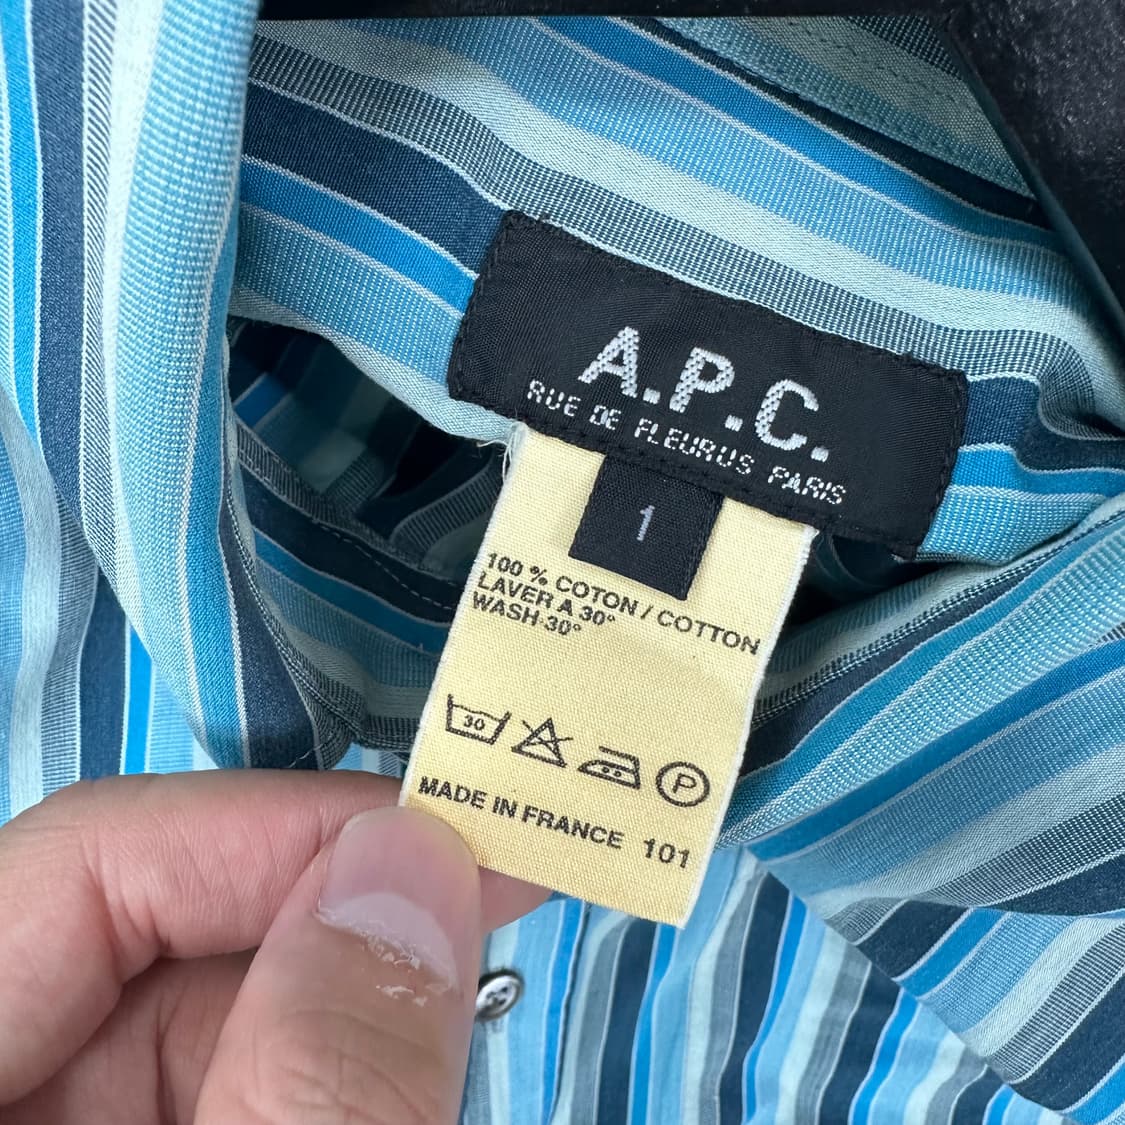 A.P.C.
RUE DE FLEURUS PARIS
1
100 % COTON / COTTON
LAVER A 30°
WASH 30°
30
P
MADE IN FRANCE 101